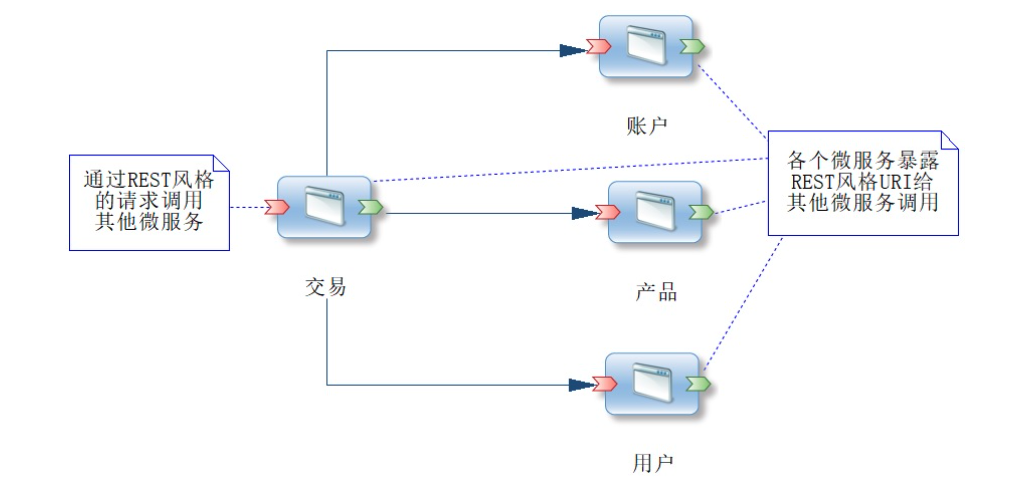 账户
通过REST风格
的请求调用
其他微服务
各个微服务暴露
REST风格URI给
其他微服务调用
交易
产品
用户